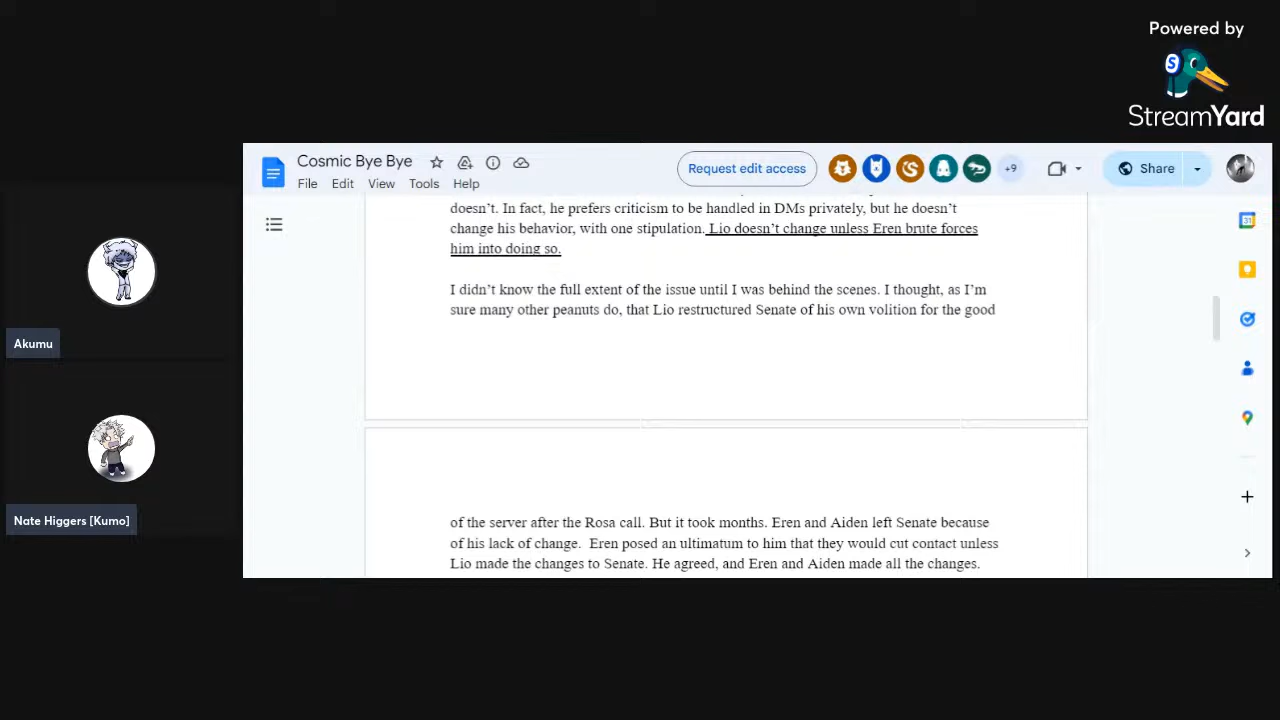 Powered by
S
StreamYard
Cosmic Bye Bye
File Edit View Tools Help
Request edit access
+9
Share
doesn't. In fact, he prefers criticism to be handled in DMs privately, but he doesn't
change his behavior, with one stipulation. Lio doesn't change unless Eren brute forces
him into doing so.
I didn't know the full extent of the issue until I was behind the scenes. I thought, as I'm
sure many other peanuts do, that Lio restructured Senate of his own volition for the good
of the server after the Rosa call. But it took months. Eren and Aiden left Senate because
of his lack of change.  Eren posed an ultimatum to him that they would cut contact unless
Lio made the changes to Senate. He agreed, and Eren and Aiden made all the changes.
Akumu
Nate Higgers [Kumo]